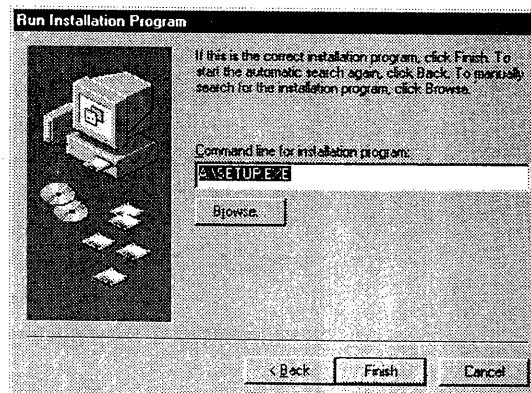 Run Installation Program
If this is the correct installation program, click Finish. To
start the automatic search again, click Back. To manually
search for the installation program, click Browse.
Command line for installation program:
A:\SETUP.EXE
Browse...
< Back
Finish
Cancel